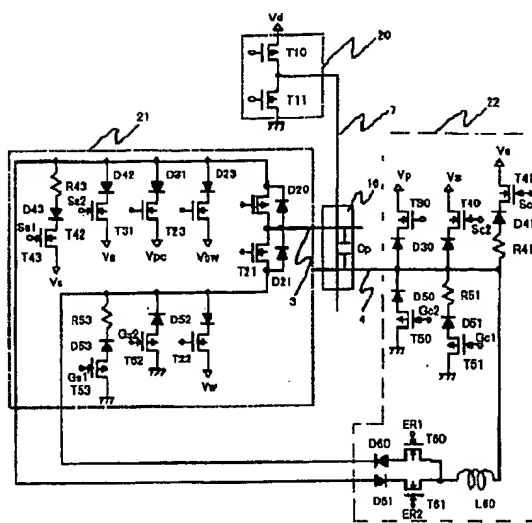 Vd
20
T10
T11
7
22
21
R43
D42
D31
D23
D43
Ss2
T42
T31
T23
Ss1
T43
Vs
Vs
Vpc
Vbw
D20
T21
D21
10
Cp
3
4
Vp
Vs
Vs
T90
T40
Sc2
D30
T41
Sc
D41
R41
R53
D52
D53
Gs2
T52
T22
Gs1
T53
Vw
D50
Gc2
T50
R51
D51
Gc1
T51
ER1
D60
T60
D61
T61
ER2
L60